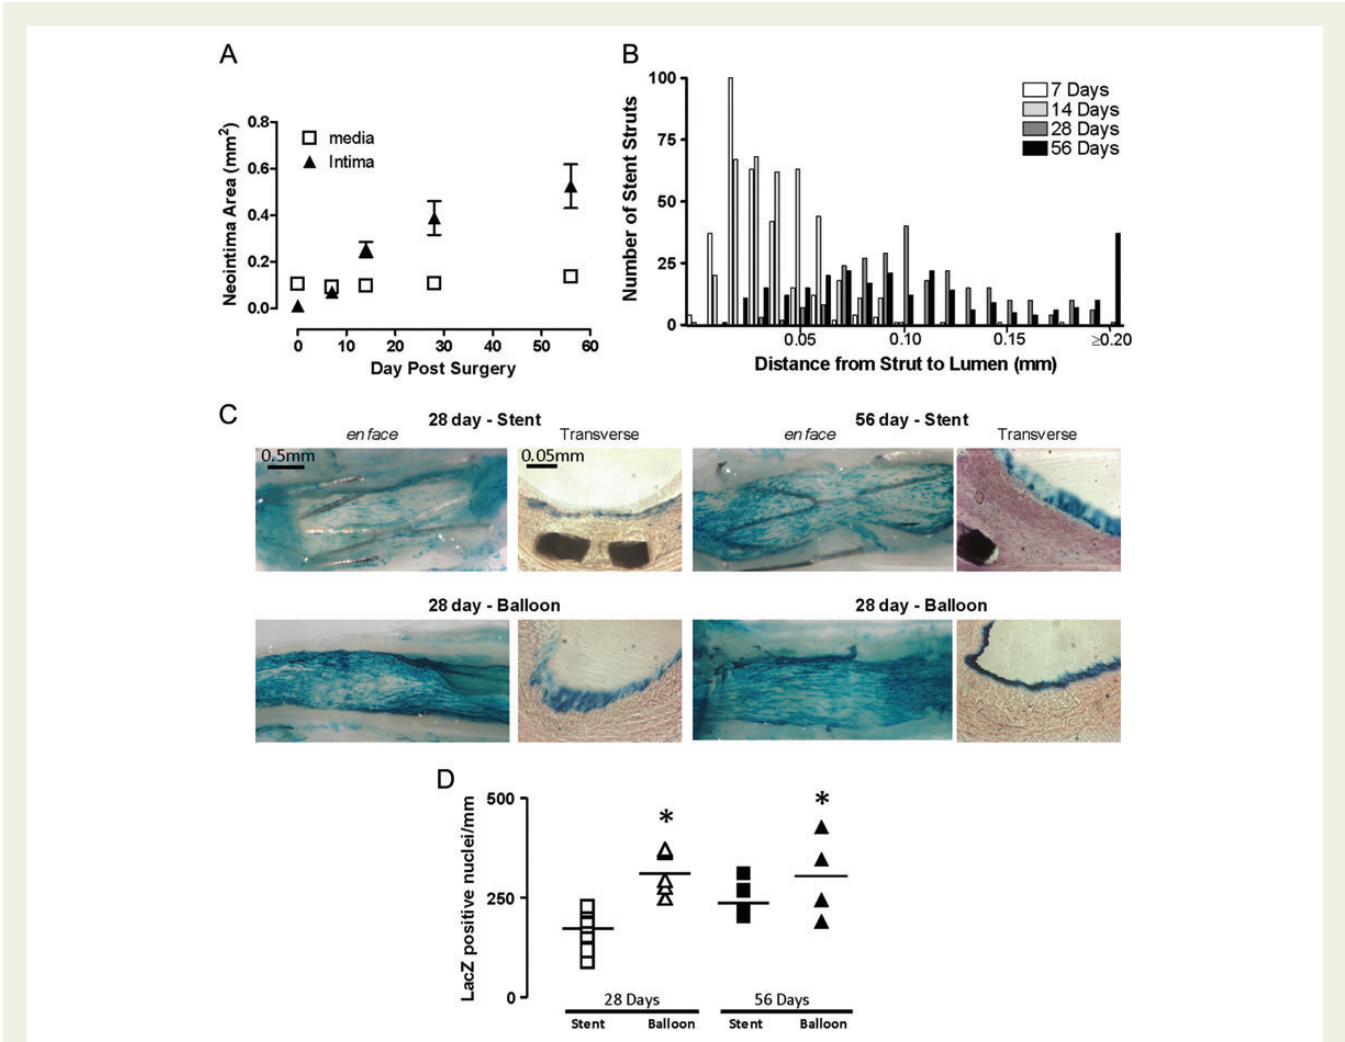 A
Neointima Area (mm2)
0.8
0.6
0.4
0.2
0.0
media
Intima
0 10 20 30 40 50 60
Day Post Surgery
B
Number of Stent Struts
100
75
50
25
0
7 Days
14 Days
28 Days
56 Days
0.05 0.10 0.15 ≥0.20
Distance from Strut to Lumen (mm)
C
28 day - Stent
en face Transverse
0.5mm 0.05mm
56 day - Stent
en face Transverse
28 day - Balloon
28 day - Balloon
D
LacZ positive nuclei/mm
500
250
0
* *
28 Days 56 Days
Stent Balloon Stent Balloon